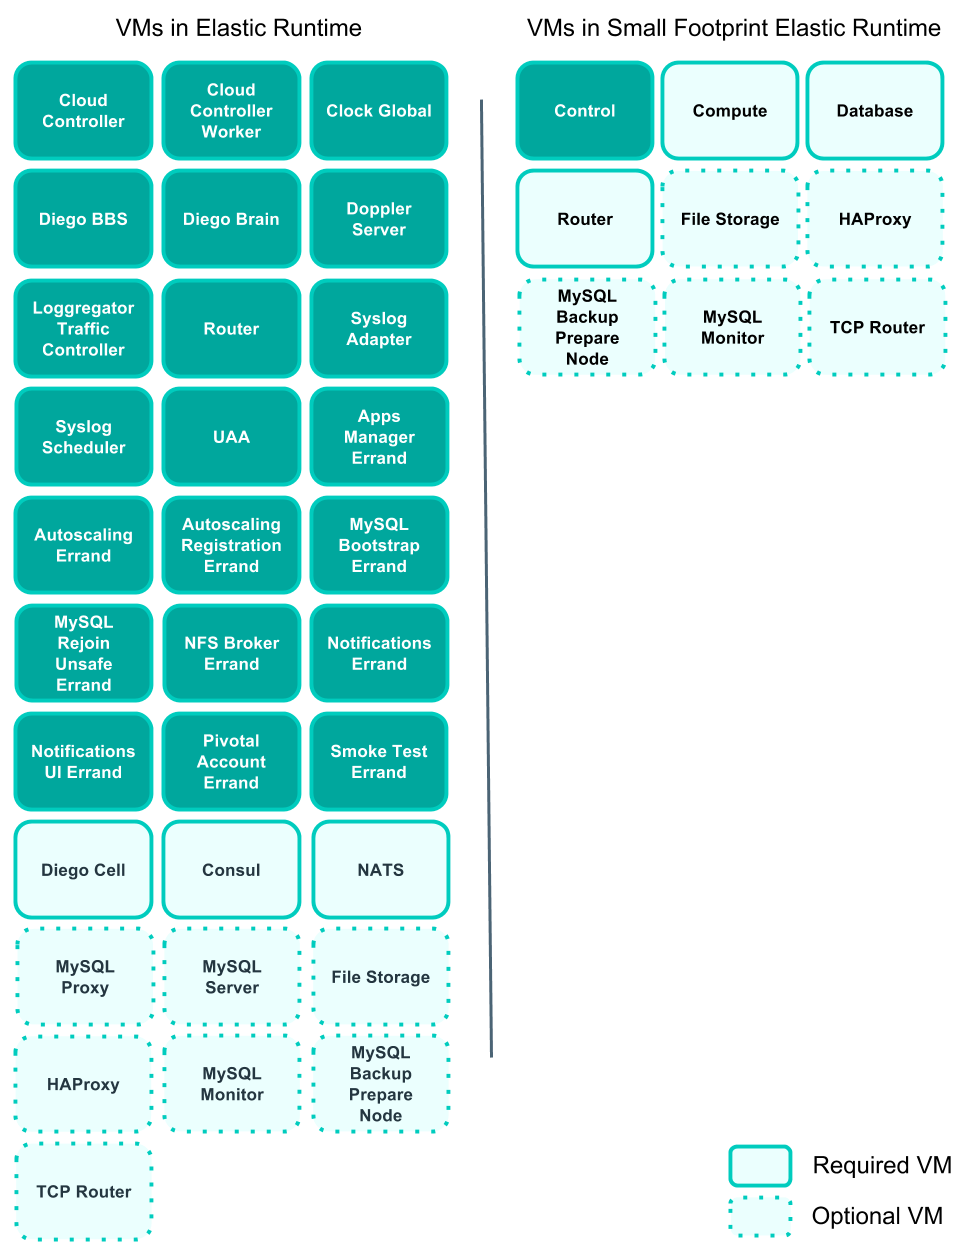 VMs in Elastic Runtime
VMs in Small Footprint Elastic Runtime
Cloud
Controller
Cloud
Controller
Worker
Clock Global
Diego BBS
Diego Brain
Doppler
Server
Loggregator
Traffic
Controller
Router
Syslog
Adapter
Syslog
Scheduler
UAA
Apps
Manager
Errand
Autoscaling
Errand
Autoscaling
Registration
Errand
MySQL
Bootstrap
Errand
MySQL
Rejoin
Unsafe
Errand
NFS Broker
Errand
Notifications
Errand
Notifications
UI Errand
Pivotal
Account
Errand
Smoke Test
Errand
Diego Cell
Consul
NATS
MySQL
Proxy
MySQL
Server
File Storage
HAProxy
MySQL
Monitor
MySQL
Backup
Prepare
Node
TCP Router
Control
Compute
Database
Router
File Storage
HAProxy
MySQL
Backup
Prepare
Node
MySQL
Monitor
TCP Router
Required VM
Optional VM